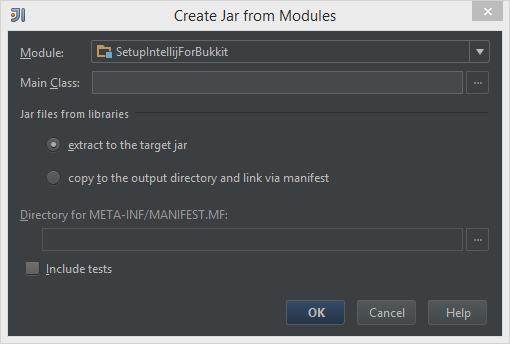 Create Jar from Modules
Module: SetupIntellijForBukkit
Main Class: ...
Jar files from libraries
extract to the target jar
copy to the output directory and link via manifest
Directory for META-INF/MANIFEST.MF:
...
Include tests
OK Cancel Help